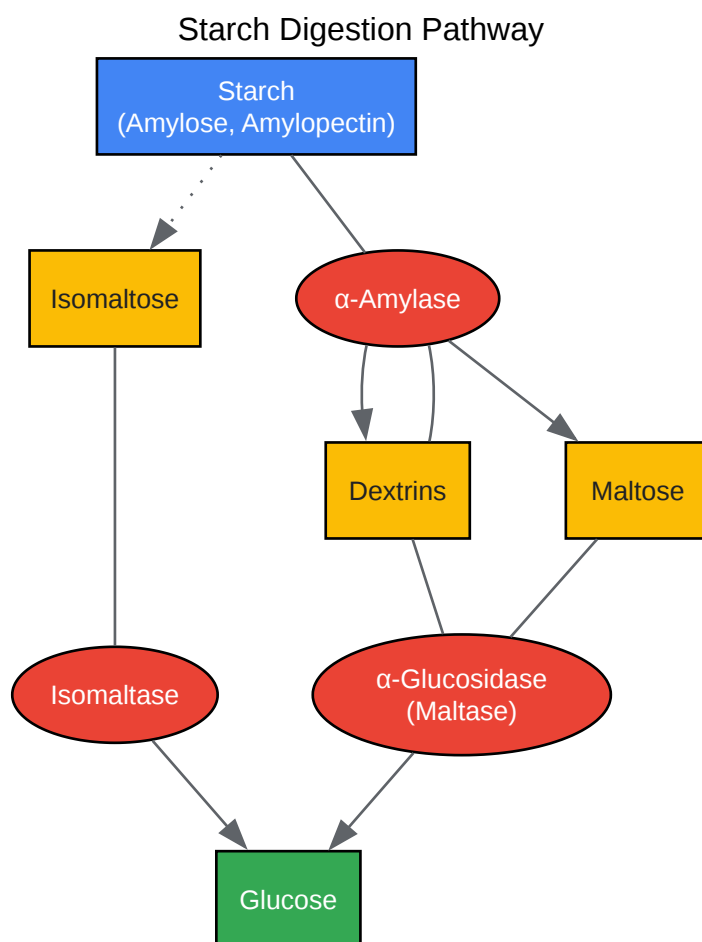 Starch Digestion Pathway
Starch
(Amylose, Amylopectin)
Isomaltose
α-Amylase
Dextrins
Maltose
Isomaltase
α-Glucosidase
(Maltase)
Glucose